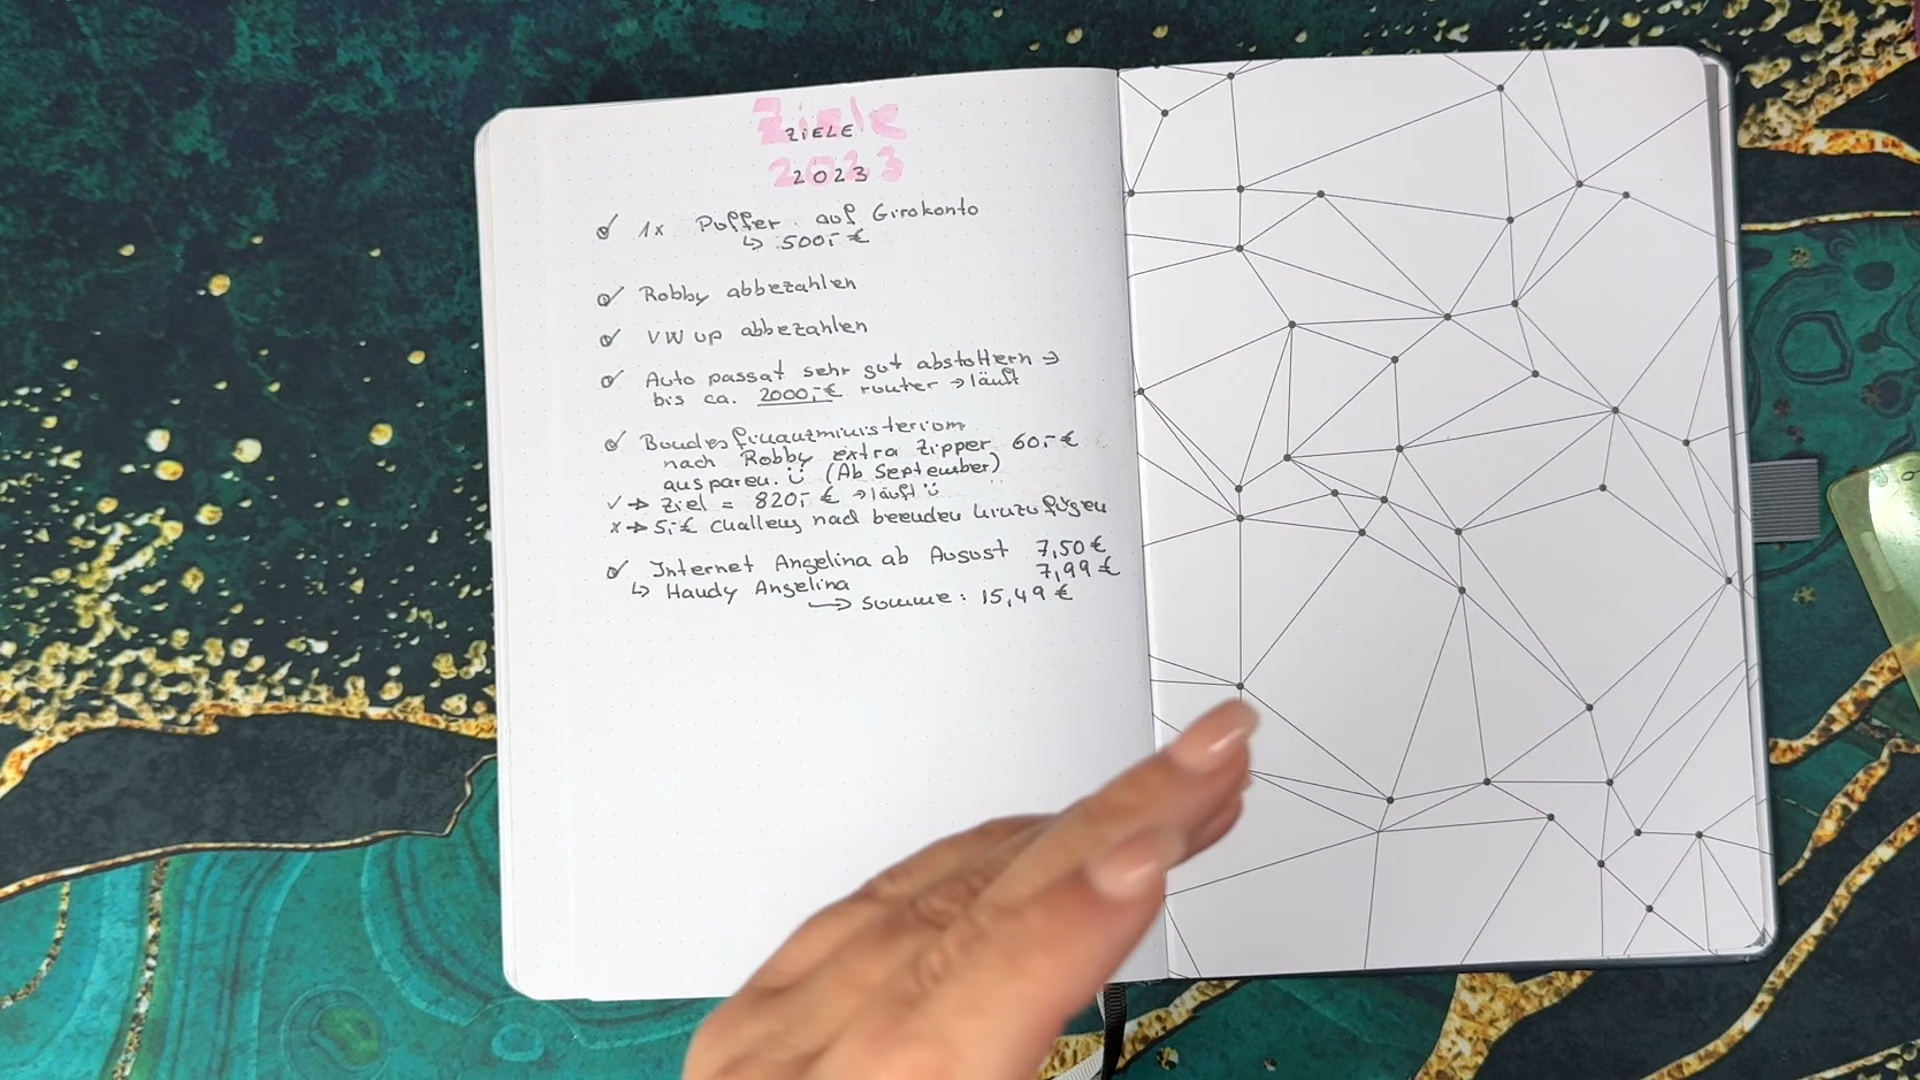 Ziele
ZiELE
2023
2023
1x Puffer auf Girokonto
↳ 500,-€
Robby abbezahlen
VW up abbezahlen
Auto passat sehr gut abstottern →
bis ca. 2000,-€ runter → läuft
Bundesfinanzministerium
nach Robby extra Zipper 60,-€
ausparen. (Ab September)
✓→ Ziel = 820,-€ → läuft
x→ 5,-€ Challeng nach beenden hinzufügen
Internet Angelina ab August 7,50€
↳ Handy Angelina 7,99€
→ Summe: 15,49€